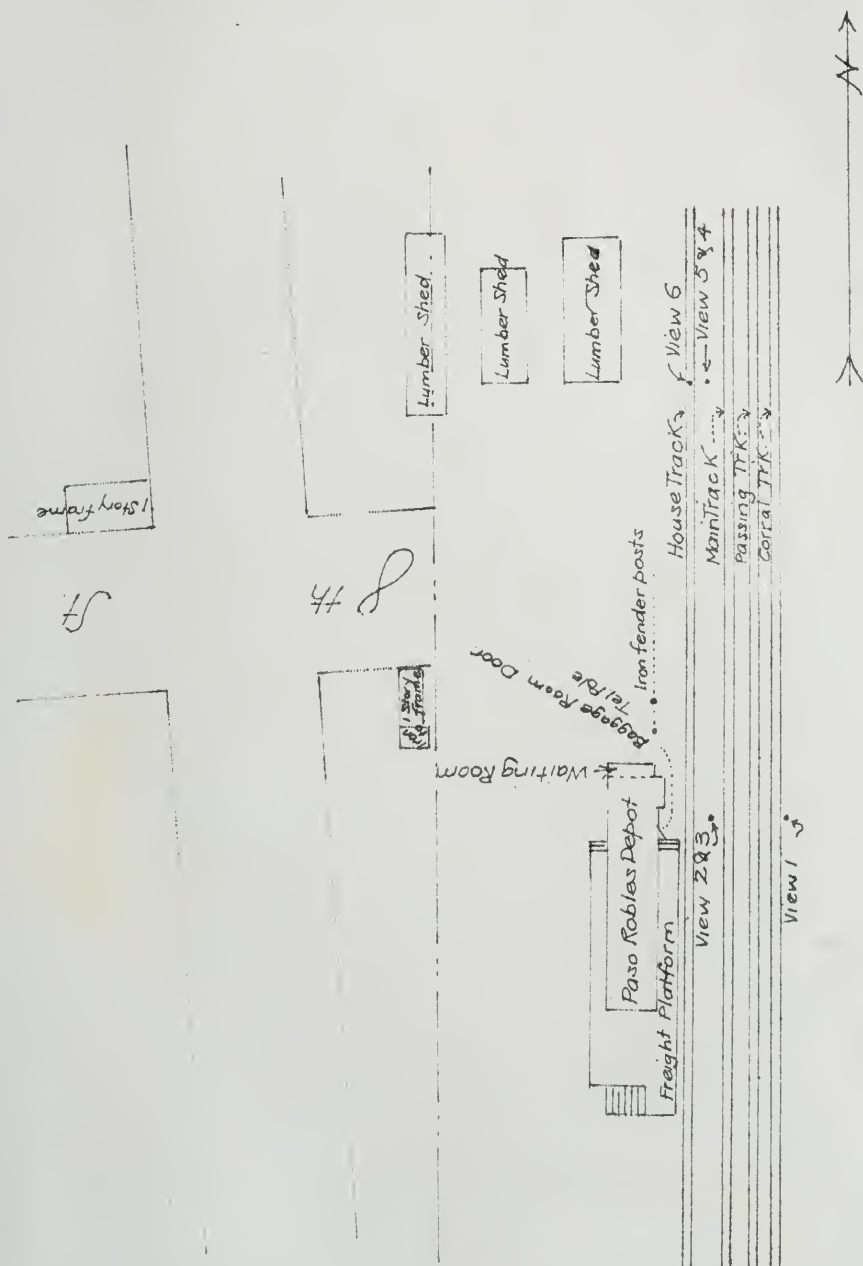 N
1 Story frame
St.
8 th
1 Story
frame
Lumber Shed
Lumber Shed
Lumber Shed
House Track
View 6
Main Track
View 5 & 4
Passing Trk.
Corral Trk.
Iron fender posts
Tel Pole
Baggage Room Door
Waiting Room
Paso Robles Depot
Freight Platform
View 2 & 3
View 1